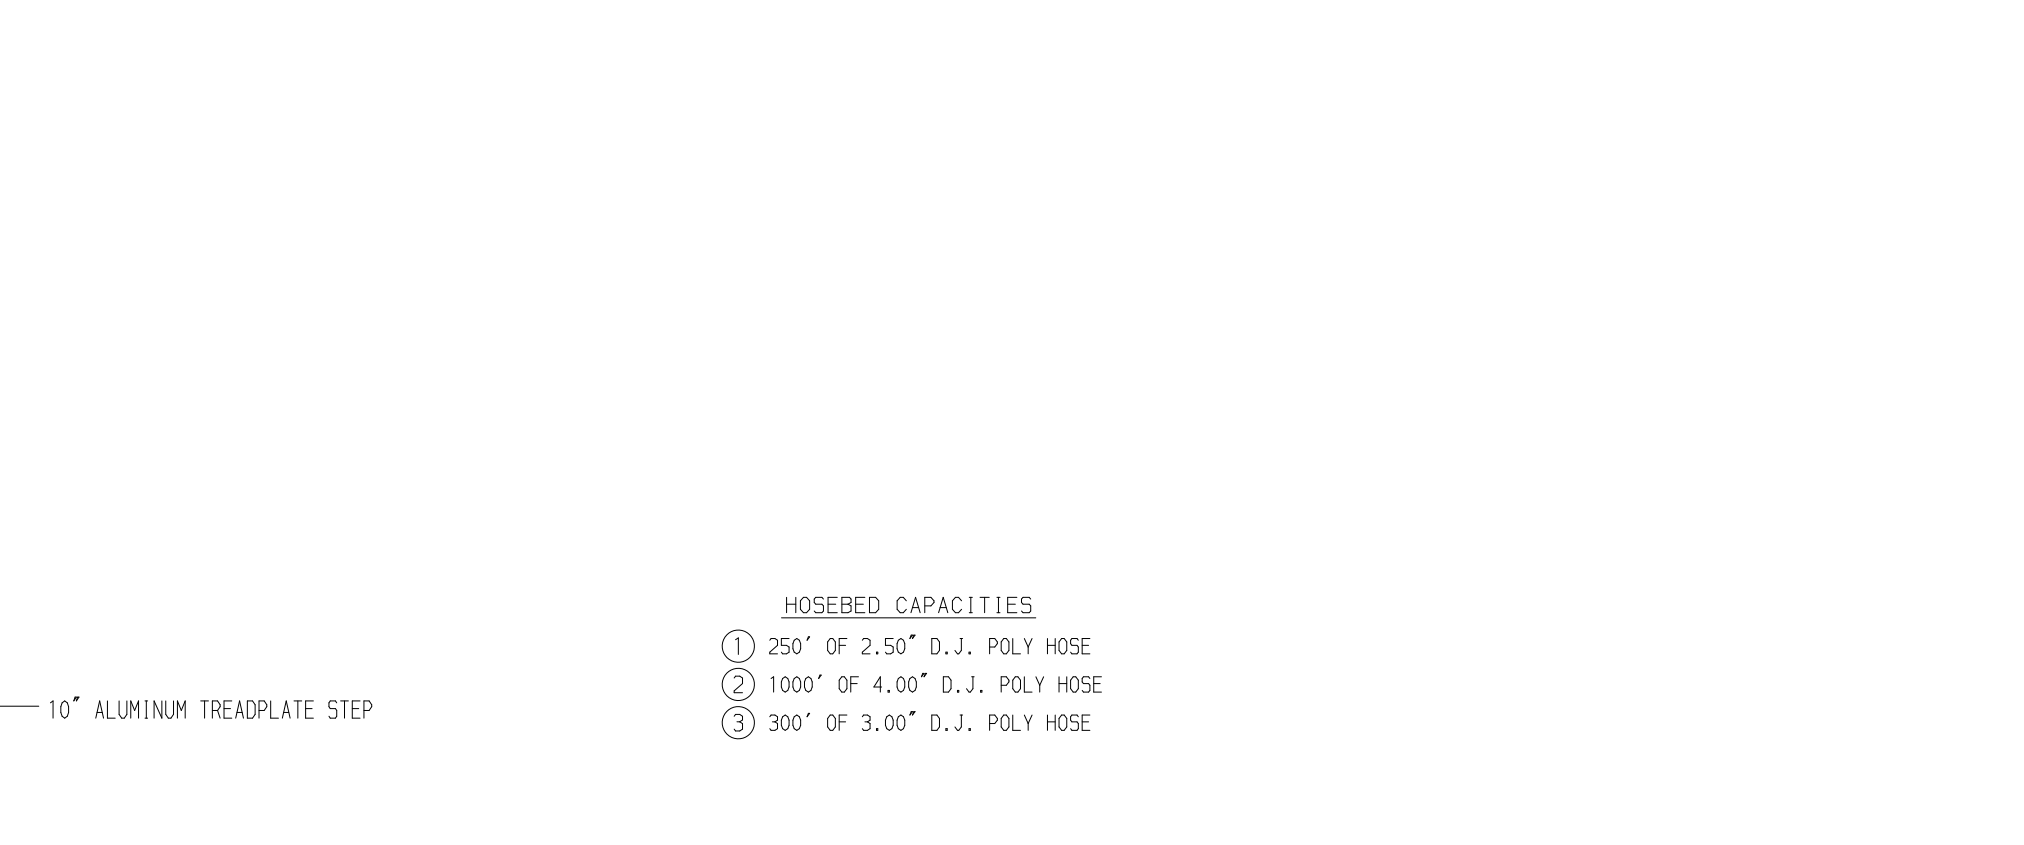 HOSEBED CAPACITIES
1 250' OF 2.50" D.J. POLY HOSE
2 1000' OF 4.00" D.J. POLY HOSE
3 300' OF 3.00" D.J. POLY HOSE
10" ALUMINUM TREADPLATE STEP